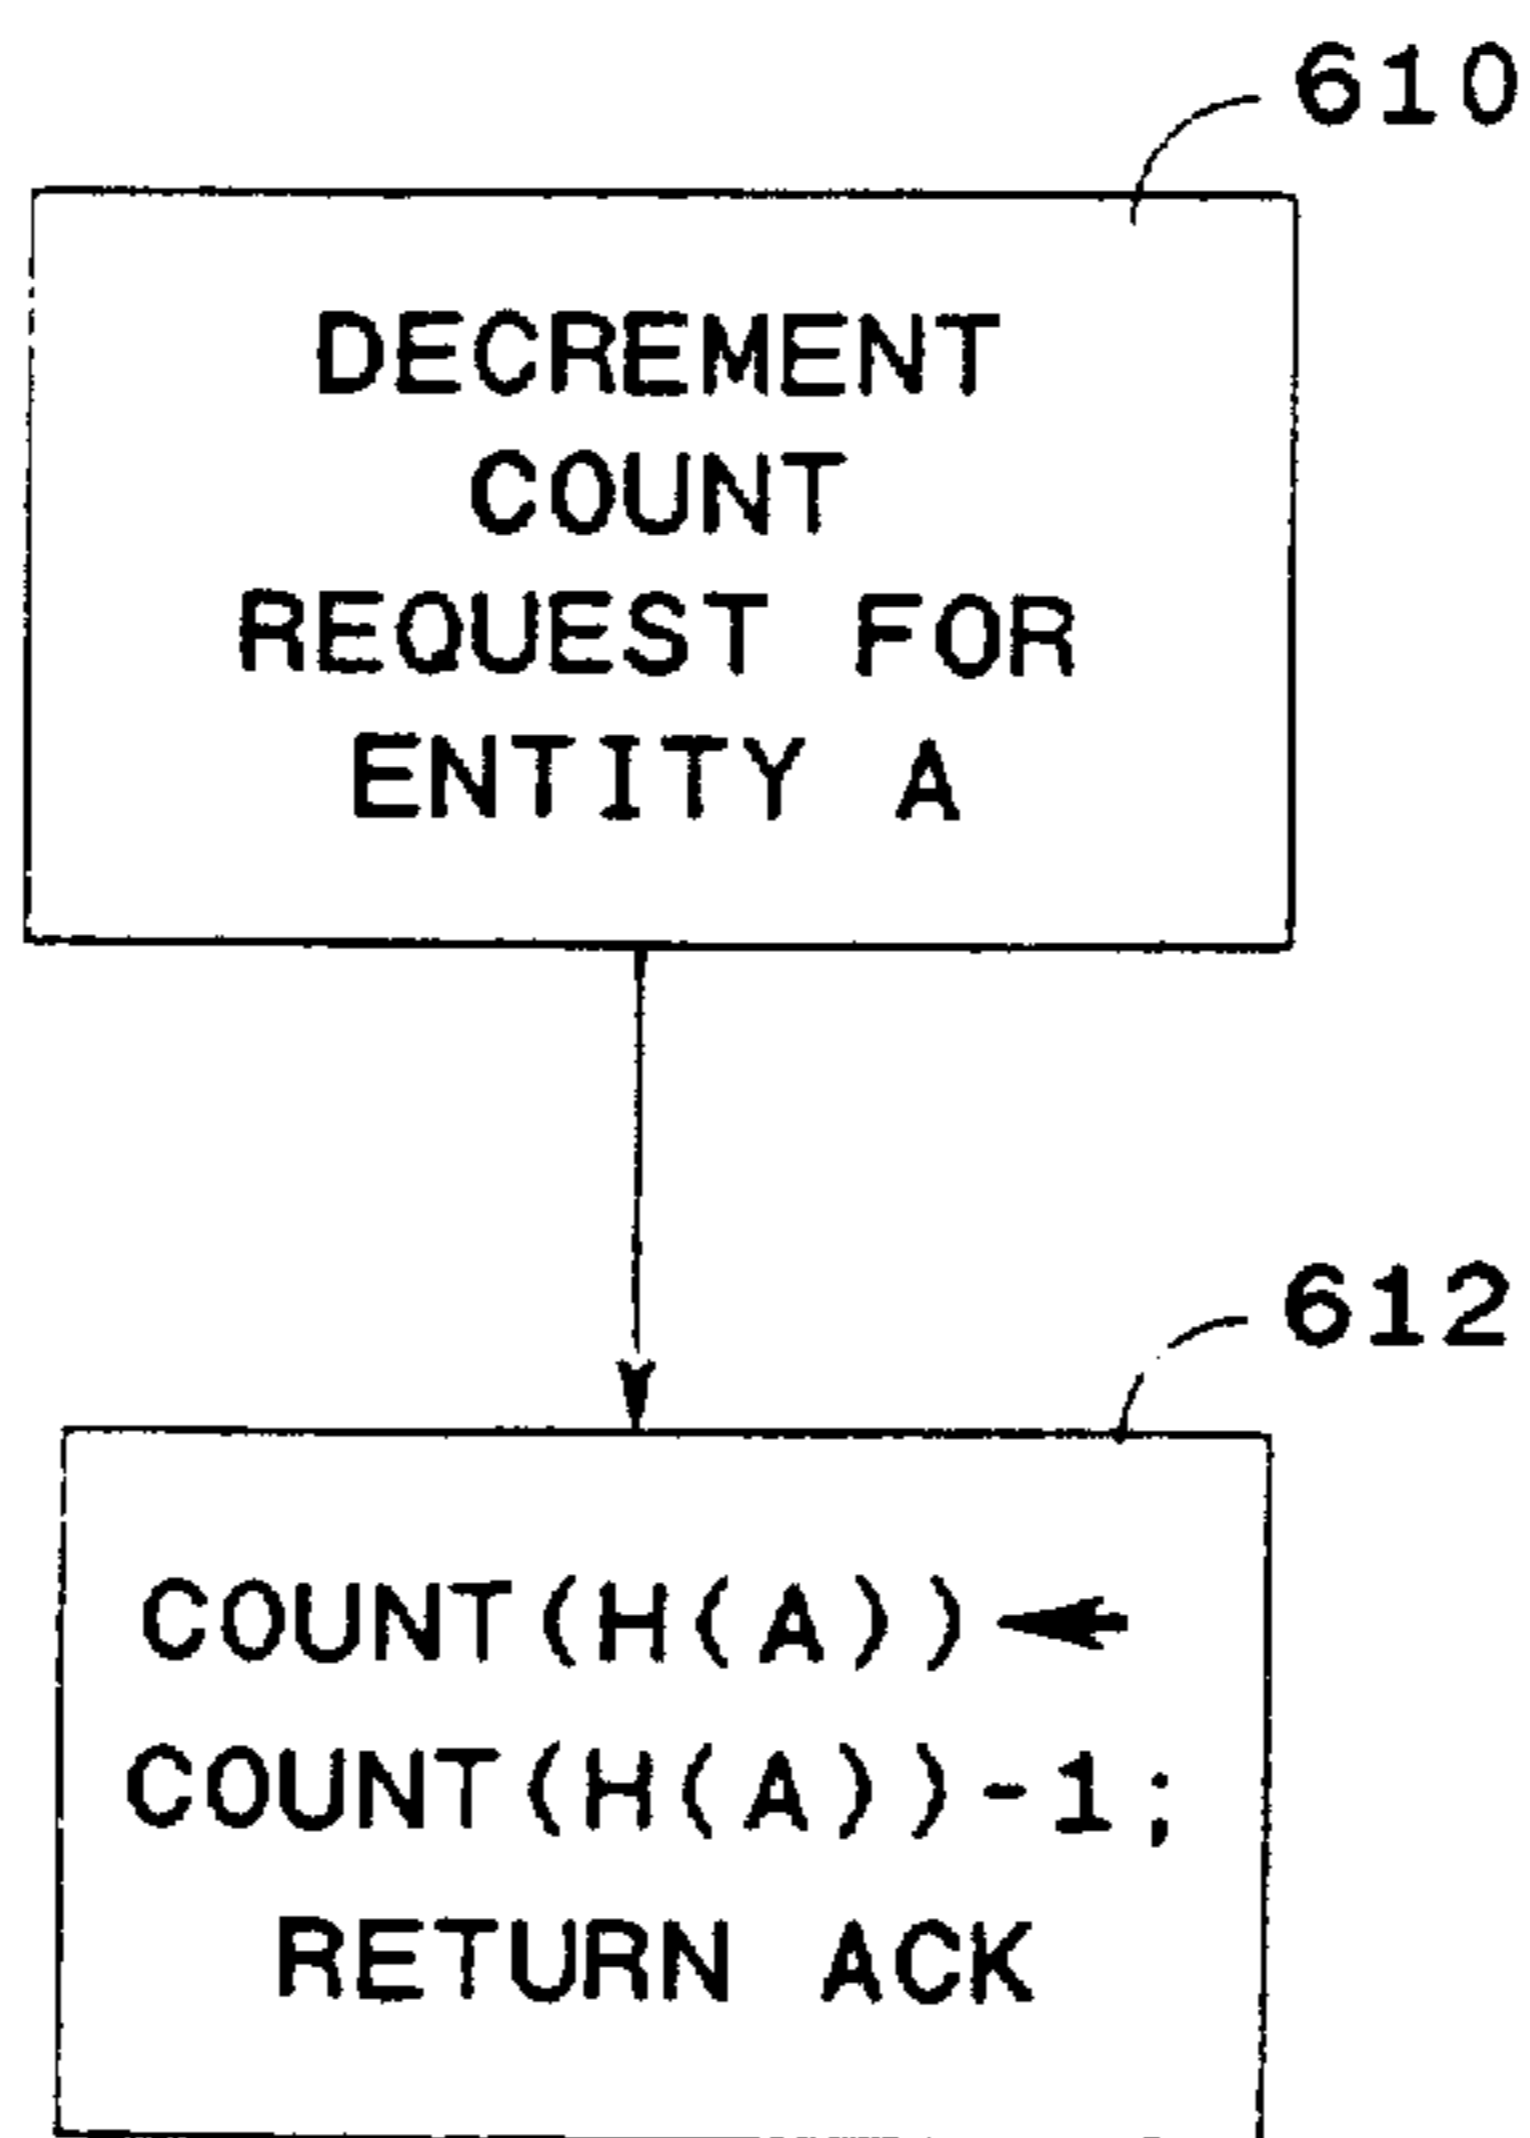 610
DECREMENT
COUNT
REQUEST FOR
ENTITY A
612
COUNT(H(A))←
COUNT(H(A))-1;
RETURN ACK